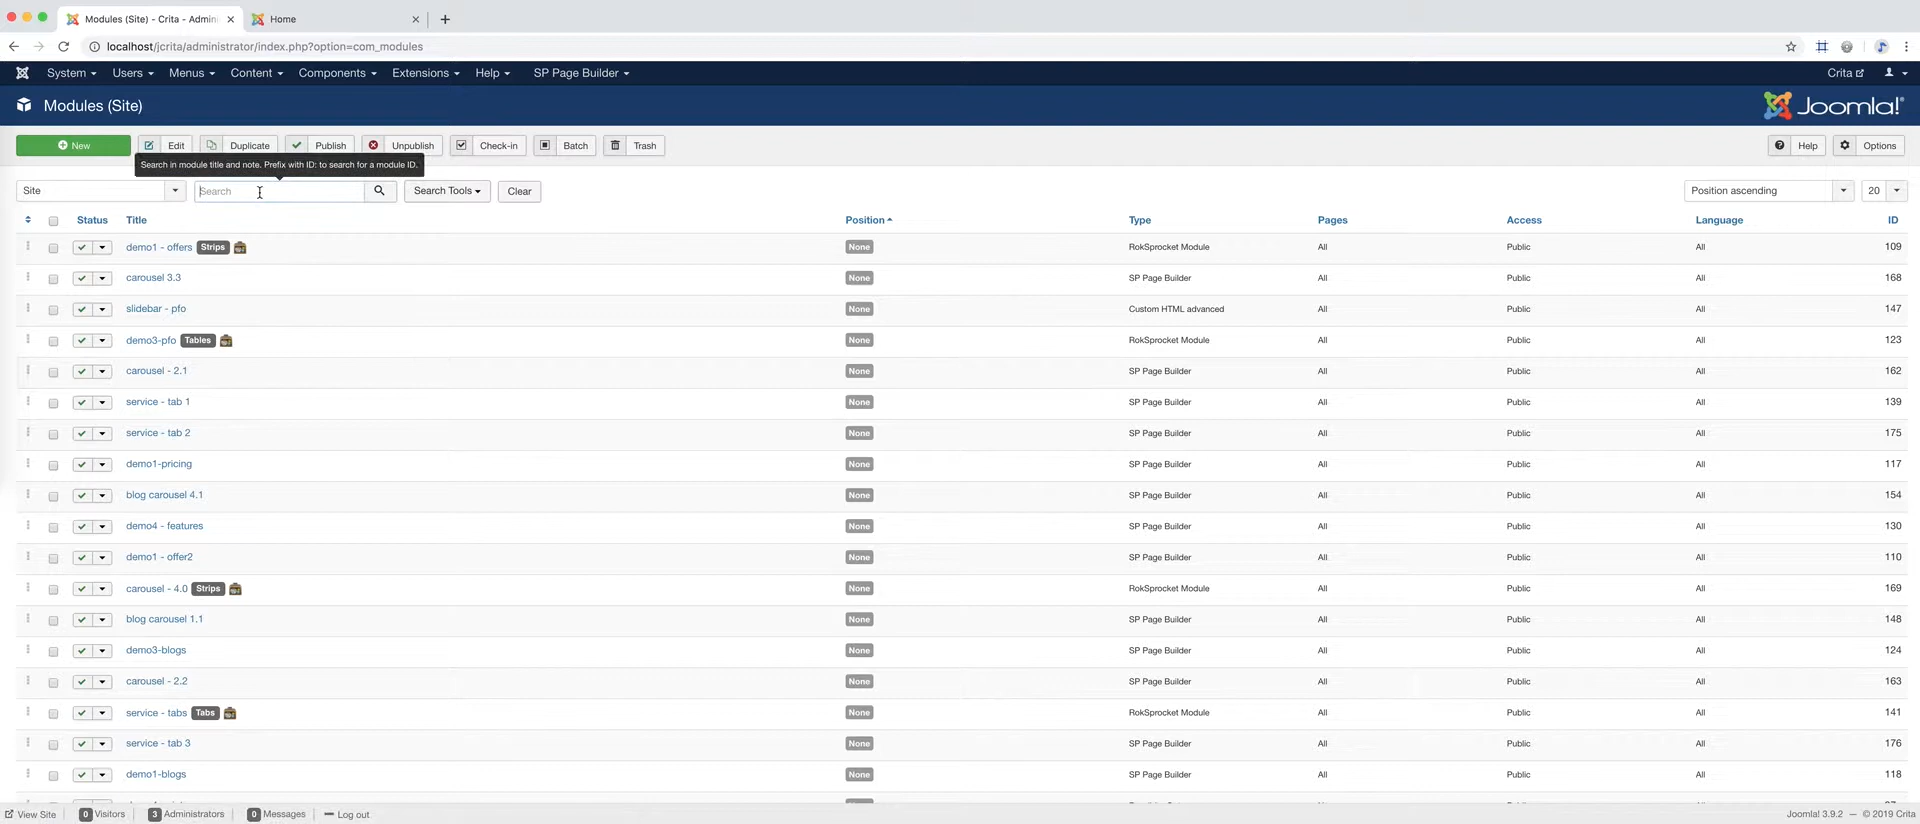 Modules (Site) - Crita - Admin
Home
localhost/jcrita/administrator/index.php?option=com_modules
System Users Menus Content Components Extensions Help SP Page Builder Crita
Modules (Site) Joomla!®
New Edit Duplicate Publish Unpublish Check-in Batch Trash Help Options
Search in module title and note. Prefix with ID: to search for a module ID.
Site Search Search Tools Clear Position ascending 20
Status Title Position Type Pages Access Language ID
demo1 - offers Strips None RokSprocket Module All Public All 109
carousel 3.3 None SP Page Builder All Public All 168
slidebar - pfo None Custom HTML advanced All Public All 147
demo3-pfo Tables None RokSprocket Module All Public All 123
carousel - 2.1 None SP Page Builder All Public All 162
service - tab 1 None SP Page Builder All Public All 139
service - tab 2 None SP Page Builder All Public All 175
demo1-pricing None SP Page Builder All Public All 117
blog carousel 4.1 None SP Page Builder All Public All 154
demo4 - features None SP Page Builder All Public All 130
demo1 - offer2 None SP Page Builder All Public All 110
carousel - 4.0 Strips None RokSprocket Module All Public All 169
blog carousel 1.1 None SP Page Builder All Public All 148
demo3-blogs None SP Page Builder All Public All 124
carousel - 2.2 None SP Page Builder All Public All 163
service - tabs Tabs None RokSprocket Module All Public All 141
service - tab 3 None SP Page Builder All Public All 176
demo1-blogs None SP Page Builder All Public All 118
View Site 0 Visitors 3 Administrators 0 Messages Log out Joomla! 3.9.2 — © 2019 Crita